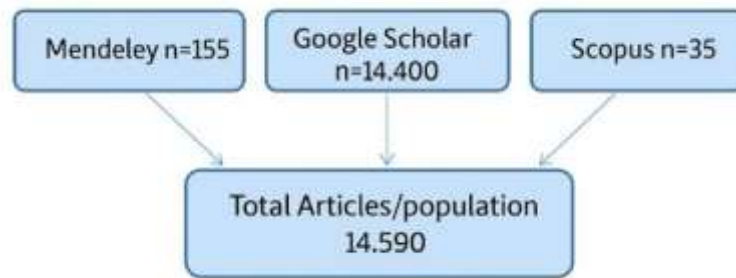 Mendeley n=155
Google Scholar
n=14.400
Scopus n=35
Total Articles/population
14.590